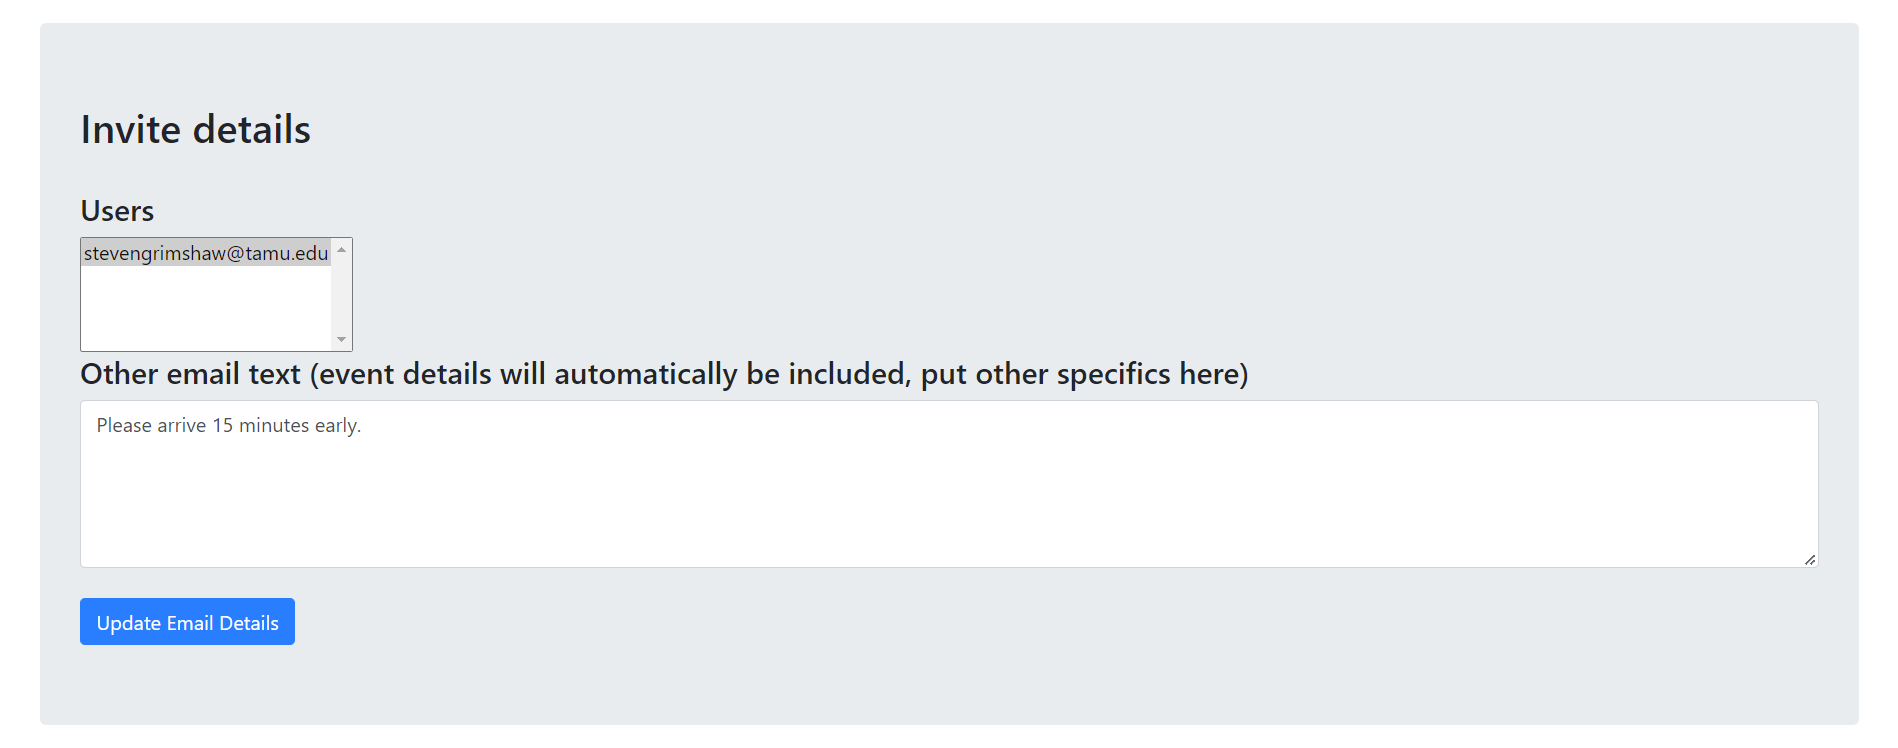 Invite details
Users
stevengrimshaw@tamu.edu
Other email text (event details will automatically be included, put other specifics here)
Please arrive 15 minutes early.
Update Email Details